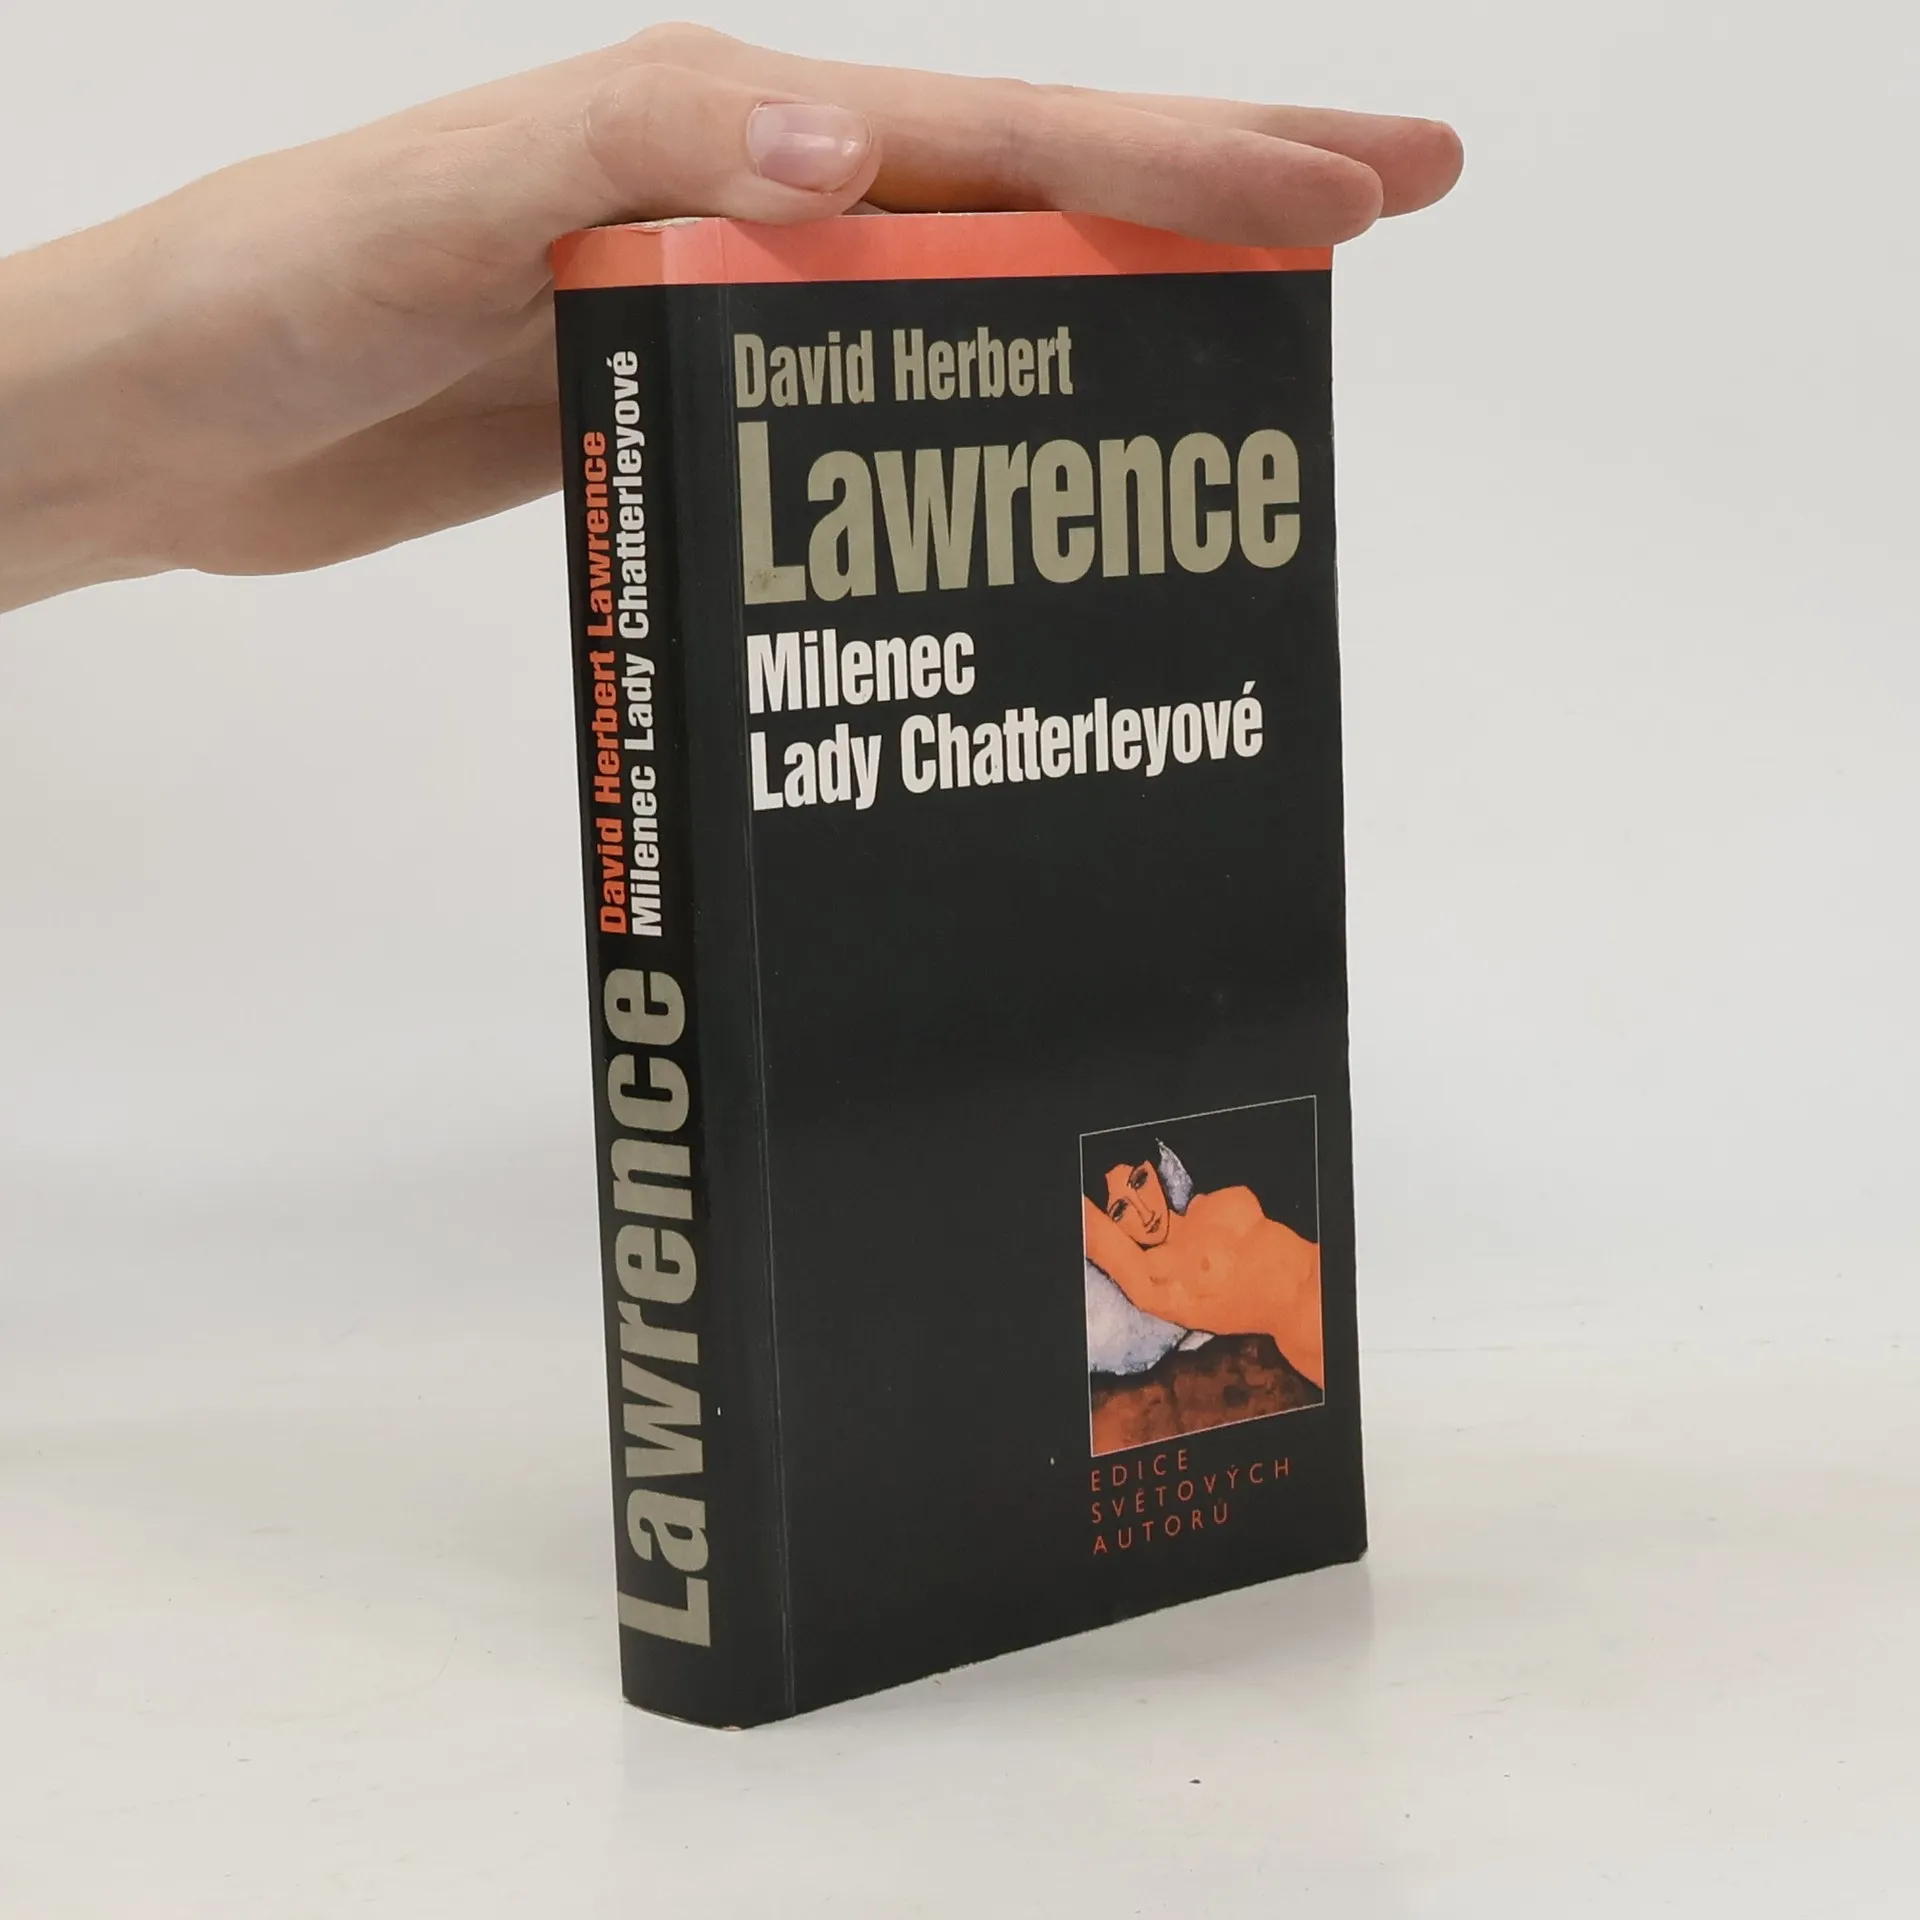 David Herbert
Lawrence
Milenec
Lady Chatterleyové
EDICE
SVĚTOVÝCH
AUTORŮ
David Herbert Lawrence
Milenec Lady Chatterleyové
Lawrence